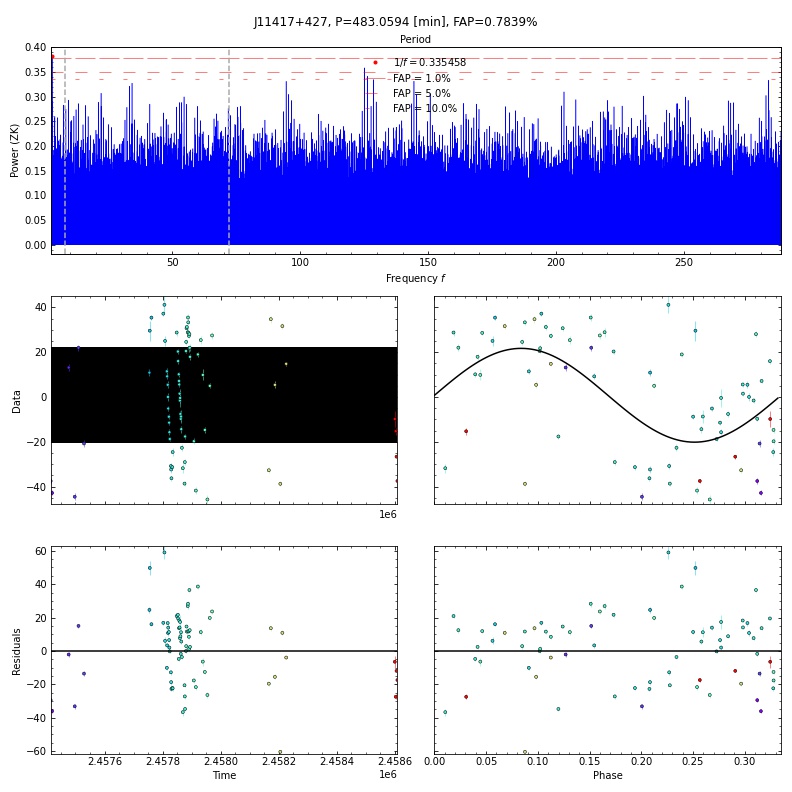 J11417+427, P=483.0594 [min], FAP=0.7839%
Period
0.40
0.35
0.30
0.25
0.20
0.15
0.10
0.05
0.00
Power (ZK)
1/f = 0.335458
FAP = 1.0%
FAP = 5.0%
FAP = 10.0%
50 100 150 200 250
Frequency f
40
20
0
−20
−40
Data
1e6
60
40
20
0
−20
−40
−60
Residuals
2.4576 2.4578 2.4580 2.4582 2.4584 2.4586
1e6
Time
0.00 0.05 0.10 0.15 0.20 0.25 0.30
Phase